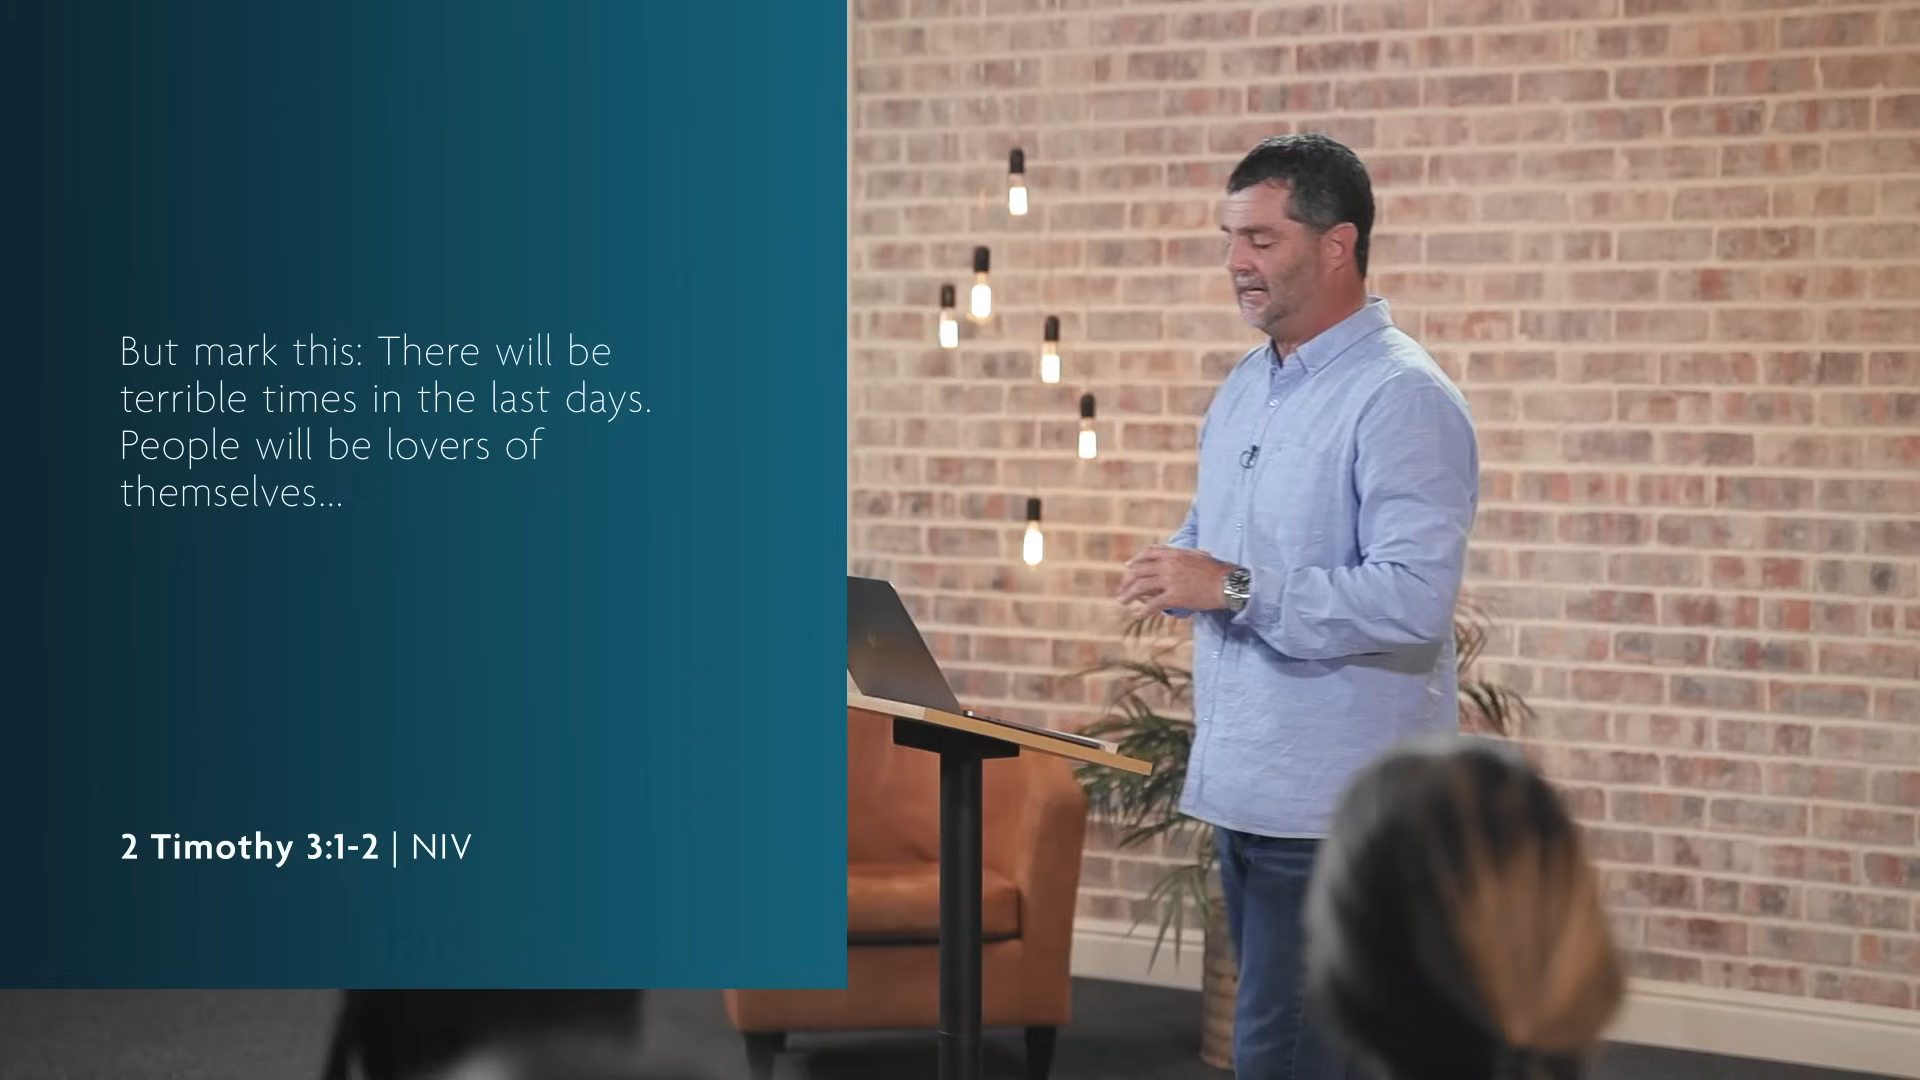 But mark this: There will be
terrible times in the last days.
People will be lovers of
themselves...
2 Timothy 3:1-2 | NIV